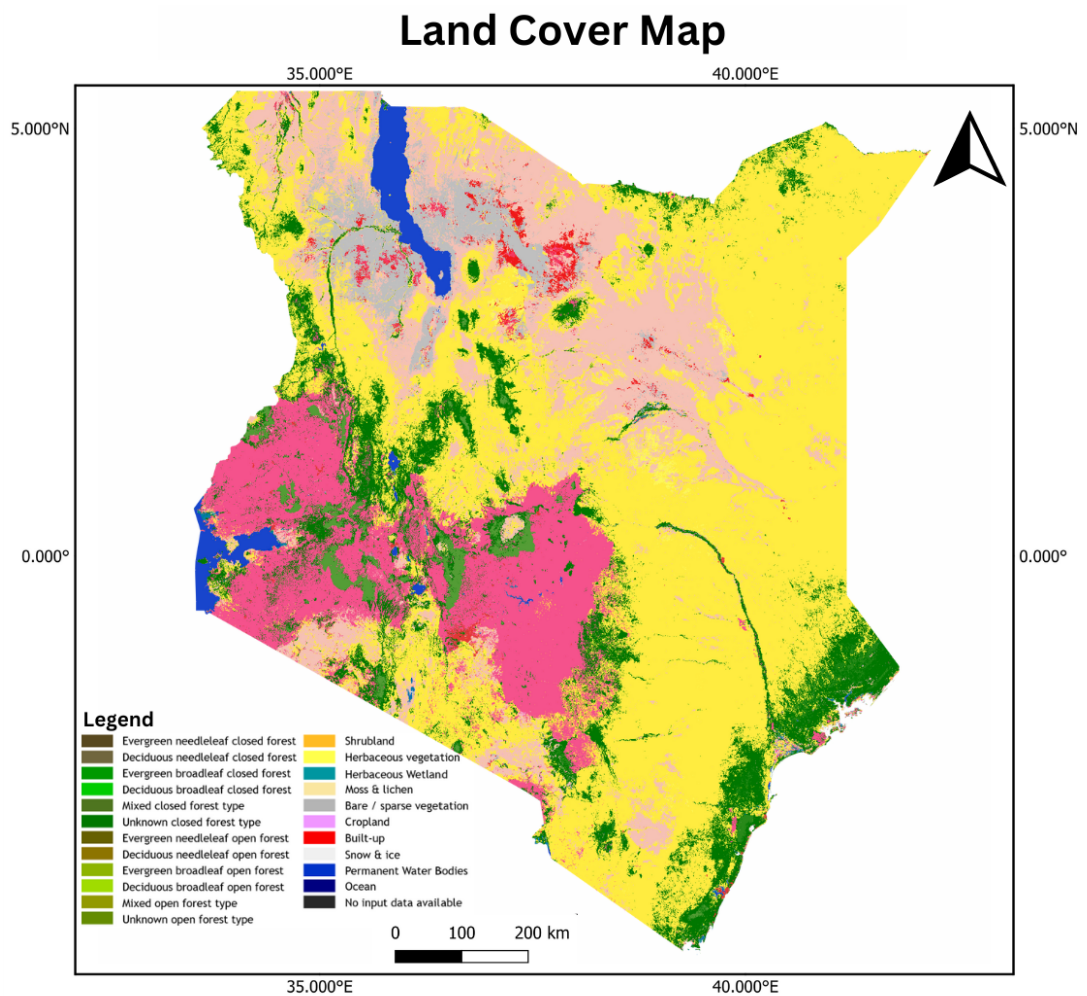 Land Cover Map
35.000°E
40.000°E
5.000°N
5.000°N
0.000°
0.000°
Legend
Evergreen needleleaf closed forest
Deciduous needleleaf closed forest
Evergreen broadleaf closed forest
Deciduous broadleaf closed forest
Mixed closed forest type
Unknown closed forest type
Evergreen needleleaf open forest
Deciduous needleleaf open forest
Evergreen broadleaf open forest
Deciduous broadleaf open forest
Mixed open forest type
Unknown open forest type
Shrubland
Herbaceous vegetation
Herbaceous Wetland
Moss & lichen
Bare / sparse vegetation
Cropland
Built-up
Snow & ice
Permanent Water Bodies
Ocean
No input data available
0 100 200 km
35.000°E
40.000°E